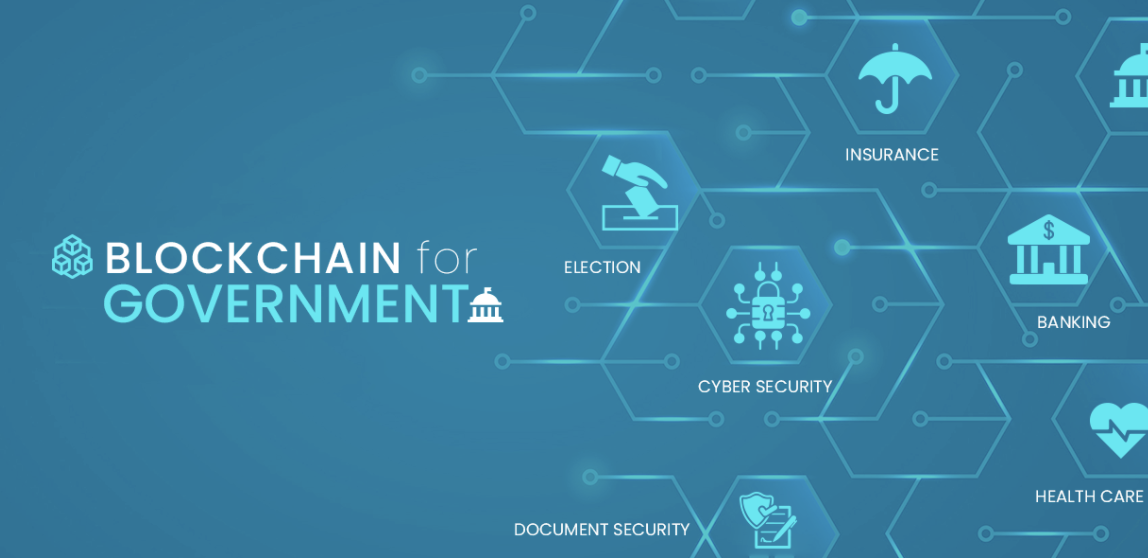 BLOCKCHAIN for
GOVERNMENT
INSURANCE
ELECTION
$
BANKING
CYBER SECURITY
HEALTH CARE
DOCUMENT SECURITY